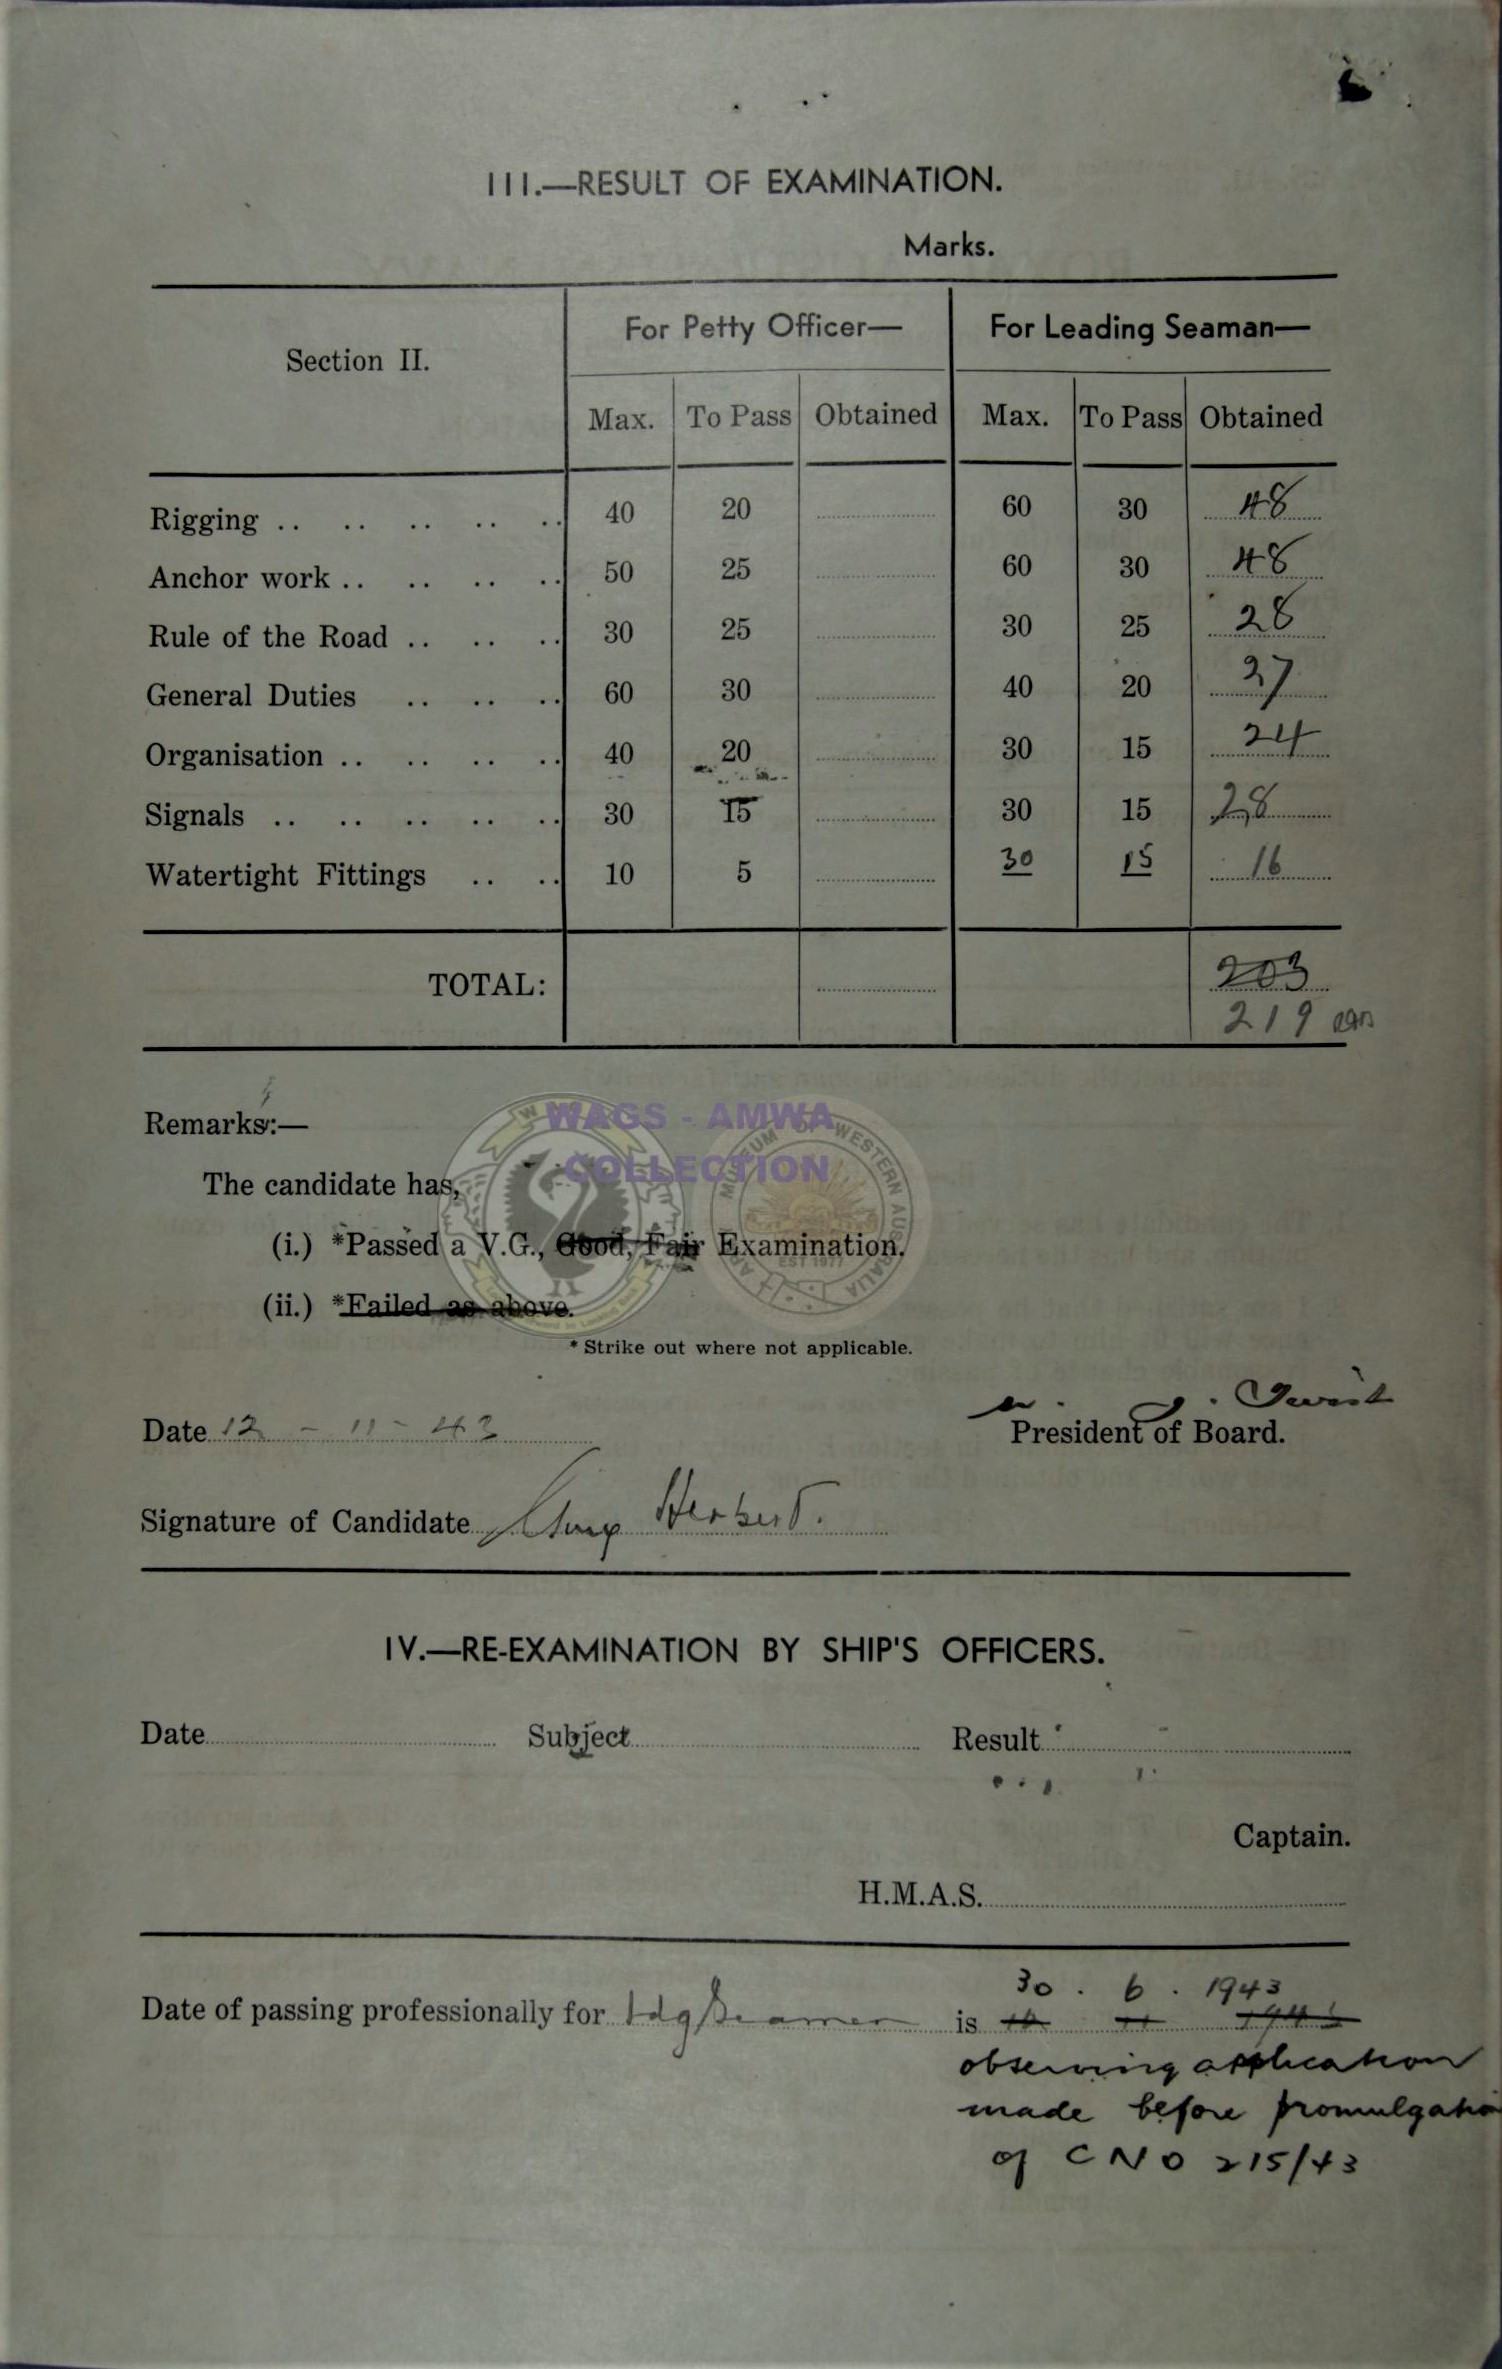 III.—RESULT OF EXAMINATION.
Marks.
Section II. For Petty Officer— For Leading Seaman—
Max. To Pass Obtained Max. To Pass Obtained
Rigging .. .. .. .. .. 40 20 60 30 48
Anchor work .. .. .. .. 50 25 60 30 48
Rule of the Road .. .. .. 30 25 30 25 28
General Duties .. .. .. 60 30 40 20 27
Organisation .. .. .. .. 40 20 30 15 24
Signals .. .. .. .. .. 30 15 30 15 28
Watertight Fittings .. .. 10 5 30 15 16
TOTAL: 203
219
Remarks:—
WAGS - AMWA
COLLECTION
The candidate has,
(i.) *Passed a V.G., Good, Fair Examination.
(ii.) *Failed as above.
* Strike out where not applicable.
Date 12 - 11 - 43
President of Board.
Signature of Candidate Herbert.
IV.—RE-EXAMINATION BY SHIP'S OFFICERS.
Date Subject Result
Captain.
H.M.A.S.
30 . 6 . 1943
Date of passing professionally for Ldg Seaman is 12 11 1943
observing application
made before promulgation
of CNO 215/43